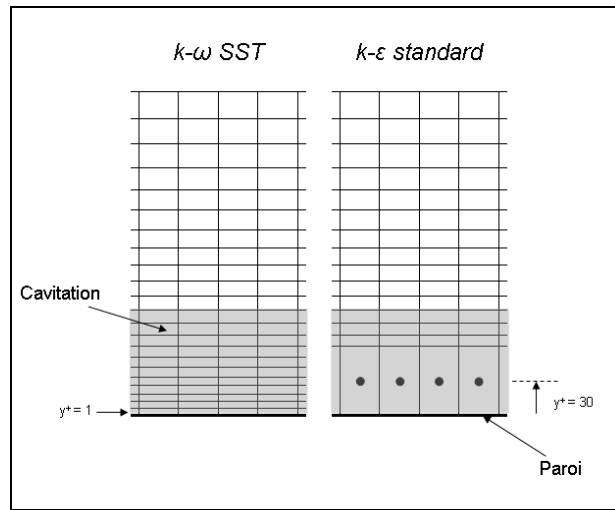 k-ω SST
k-ε standard
Cavitation
y+ = 1
y+ = 30
Paroi